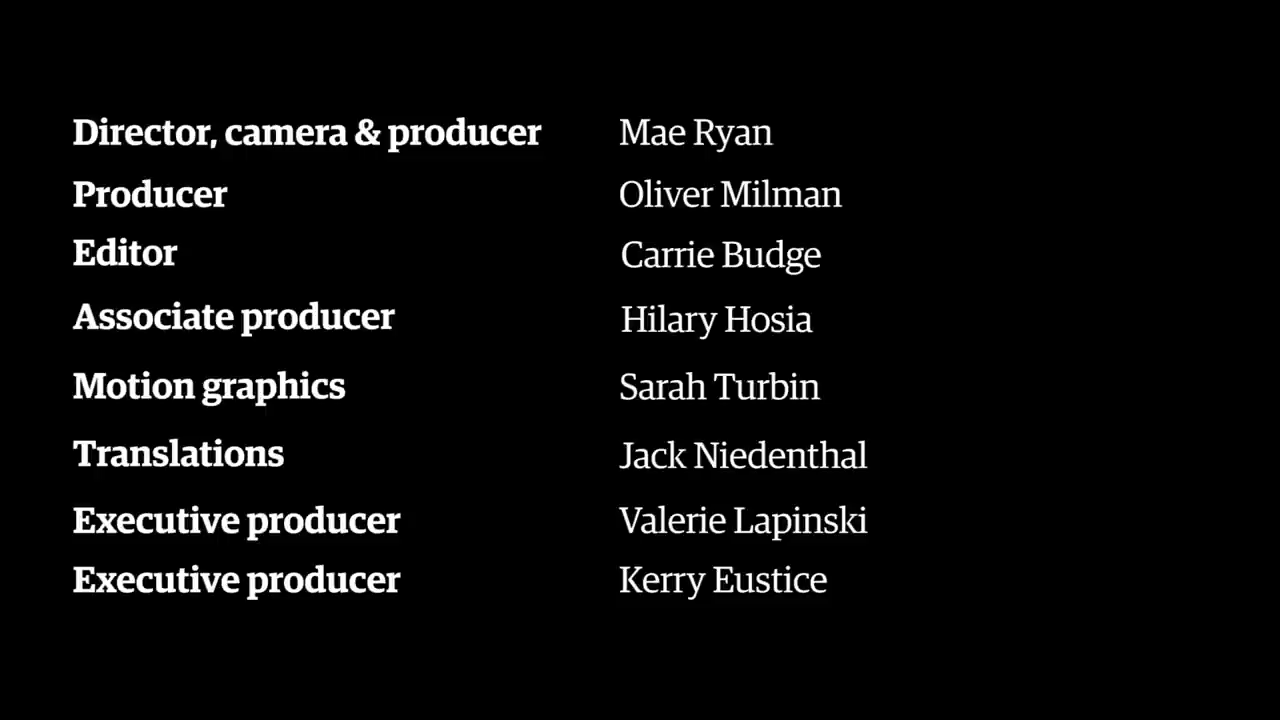 Director, camera & producer Mae Ryan
Producer Oliver Milman
Editor Carrie Budge
Associate producer Hilary Hosia
Motion graphics Sarah Turbin
Translations Jack Niedenthal
Executive producer Valerie Lapinski
Executive producer Kerry Eustice